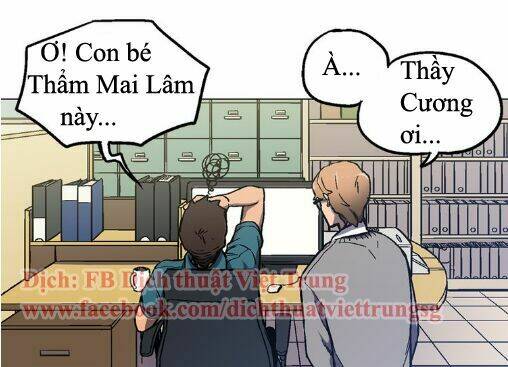 Ơ! Con bé
Thẩm Mai Lâm
này...
À...
Thầy
Cương
ơi...
Dịch: FB Dịch thuật Việt Trung
www.facebook.com/dichthuatviettrungsg